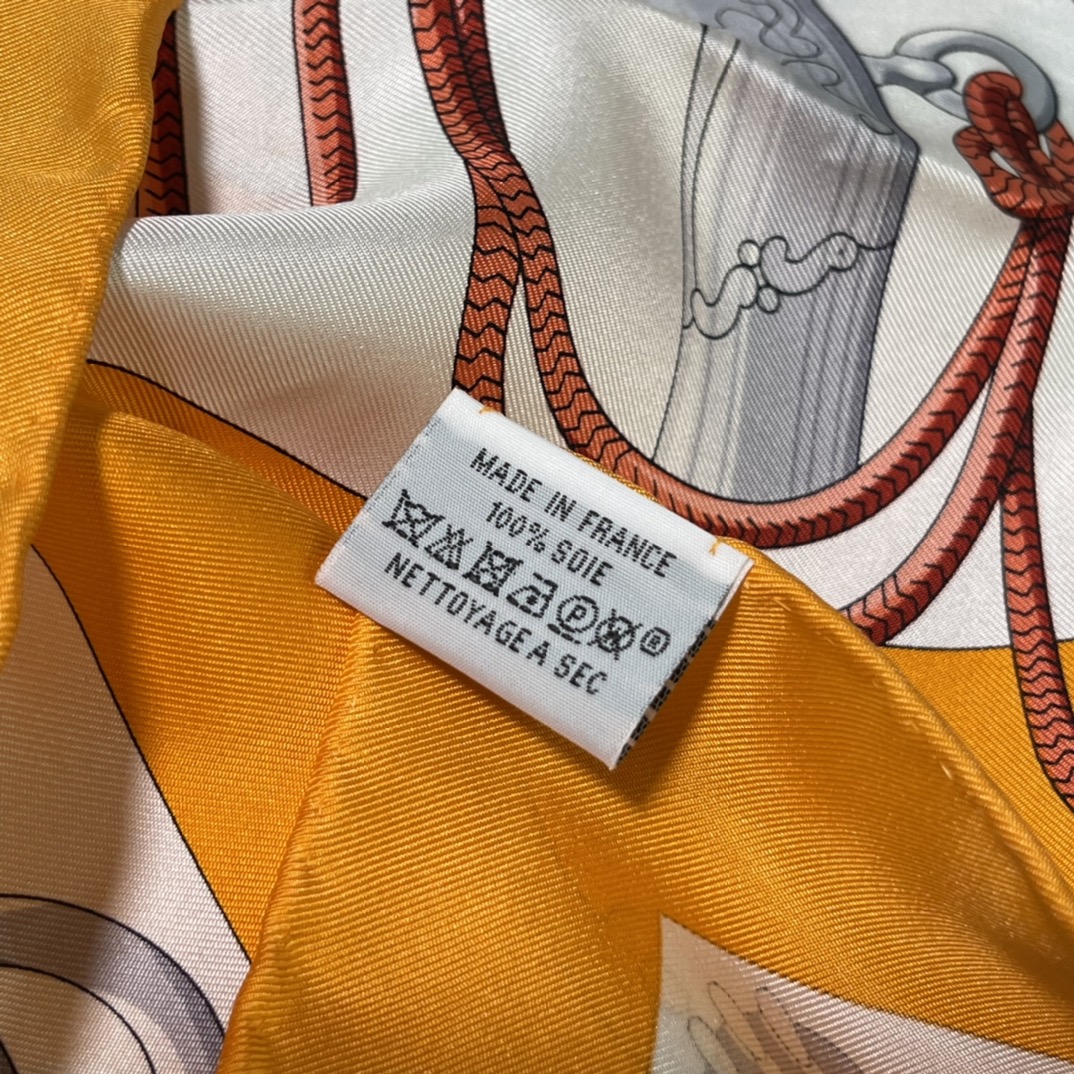 MADE IN FRANCE
100% SOIE
P ®
NETTOYAGE A SEC